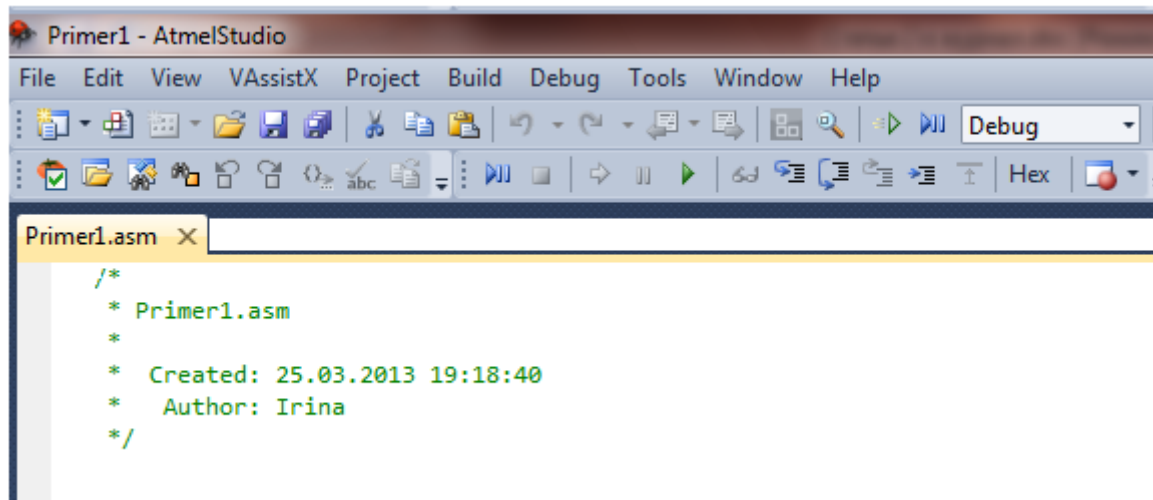 Primer1 - AtmelStudio
File Edit View VAssistX Project Build Debug Tools Window Help
Debug
Hex
Primer1.asm
/*
* Primer1.asm
*
* Created: 25.03.2013 19:18:40
* Author: Irina
*/